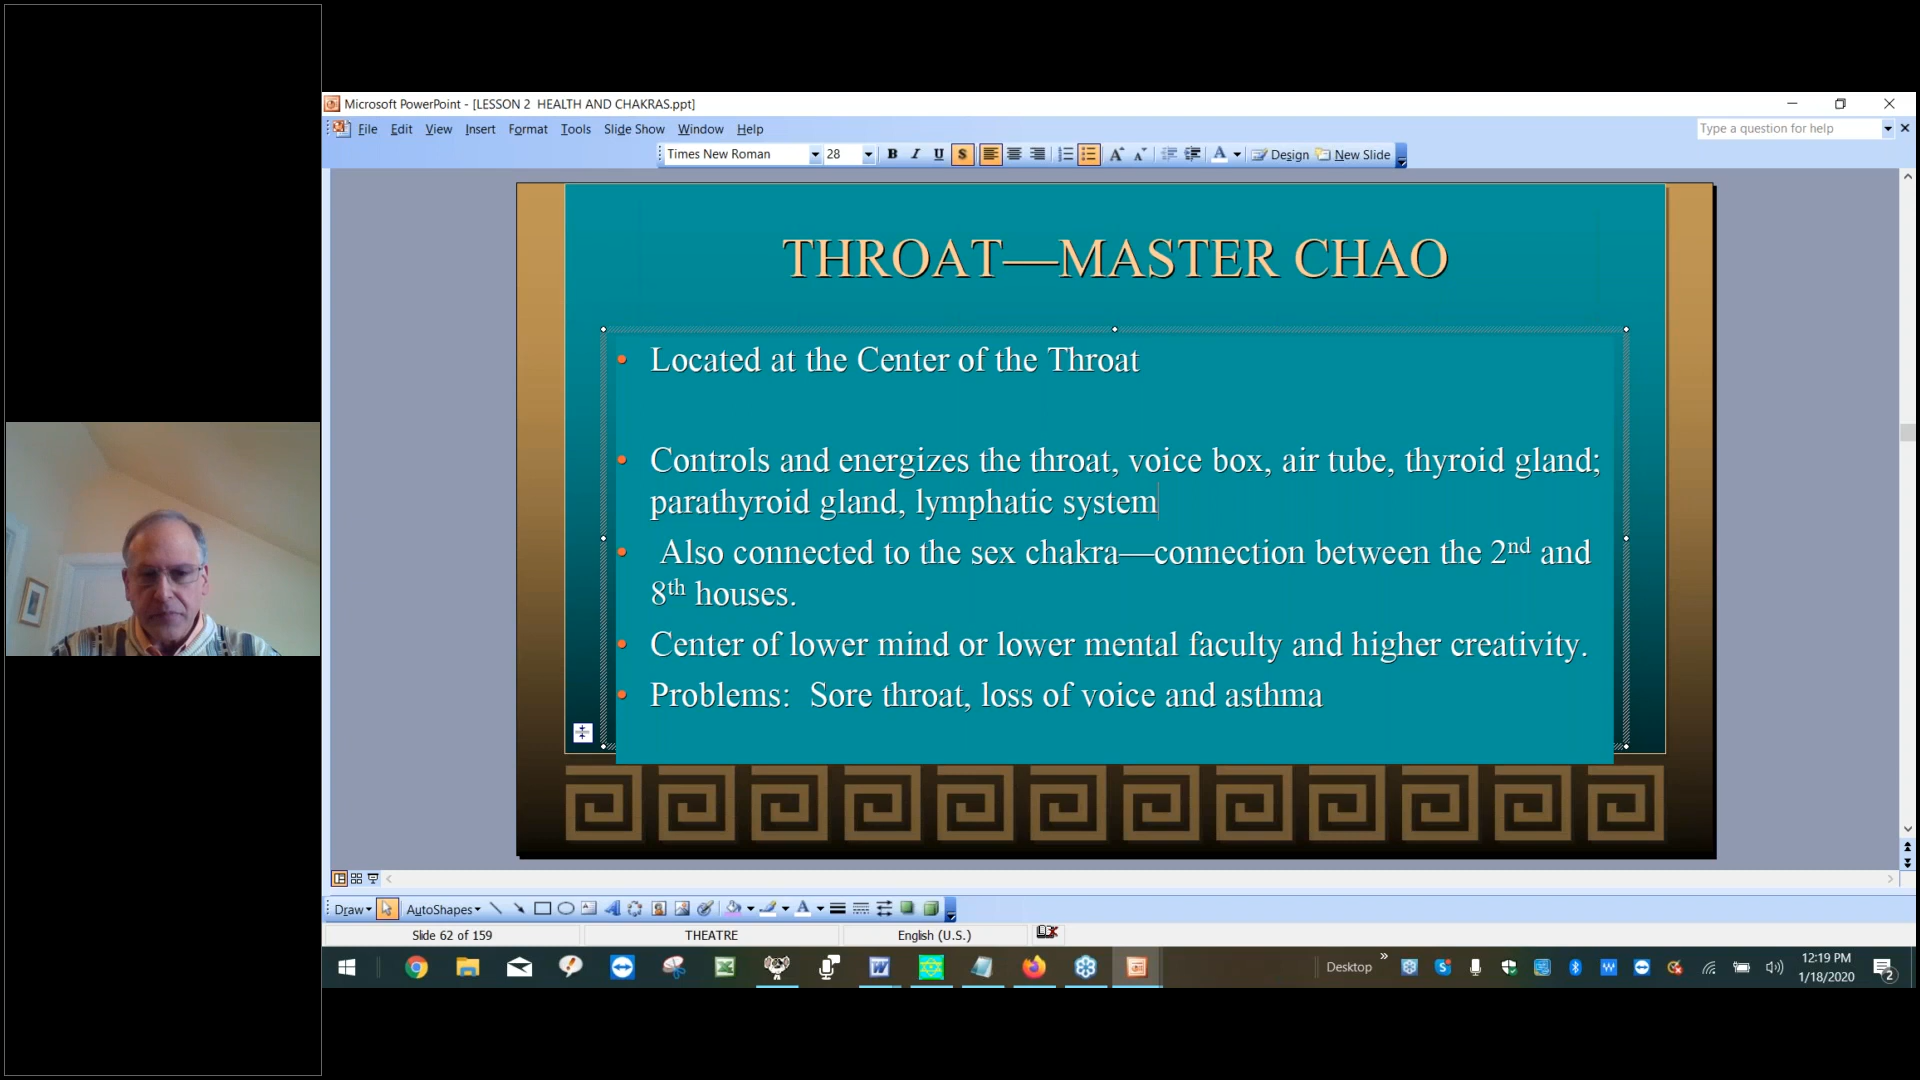 Microsoft PowerPoint - [LESSON 2  HEALTH AND CHAKRAS.ppt]
File Edit View Insert Format Tools Slide Show Window Help
Type a question for help
Times New Roman 28 B I U S A A A Design New Slide
THROAT—MASTER CHAO
• Located at the Center of the Throat
• Controls and energizes the throat, voice box, air tube, thyroid gland;
parathyroid gland, lymphatic system
• Also connected to the sex chakra—connection between the 2nd and
8th houses.
• Center of lower mind or lower mental faculty and higher creativity.
• Problems:  Sore throat, loss of voice and asthma
Draw AutoShapes A
Slide 62 of 159 THEATRE English (U.S.)
Desktop » 12:19 PM
1/18/2020
2